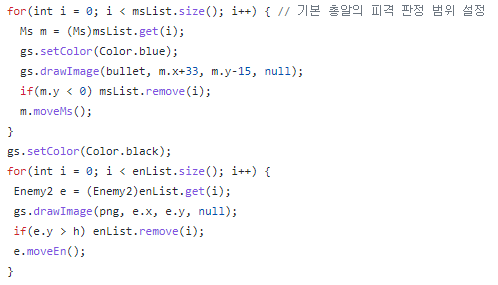 for(int i = 0; i < msList.size(); i++) { // 기본 총알의 피격 판정 범위 설정
  Ms m = (Ms)msList.get(i);
  gs.setColor(Color.blue);
  gs.drawImage(bullet, m.x+33, m.y-15, null);
  if(m.y < 0) msList.remove(i);
  m.moveMs();
}
gs.setColor(Color.black);
for(int i = 0; i < enList.size(); i++) {
 Enemy2 e = (Enemy2)enList.get(i);
 gs.drawImage(png, e.x, e.y, null);
 if(e.y > h) enList.remove(i);
 e.moveEn();
}